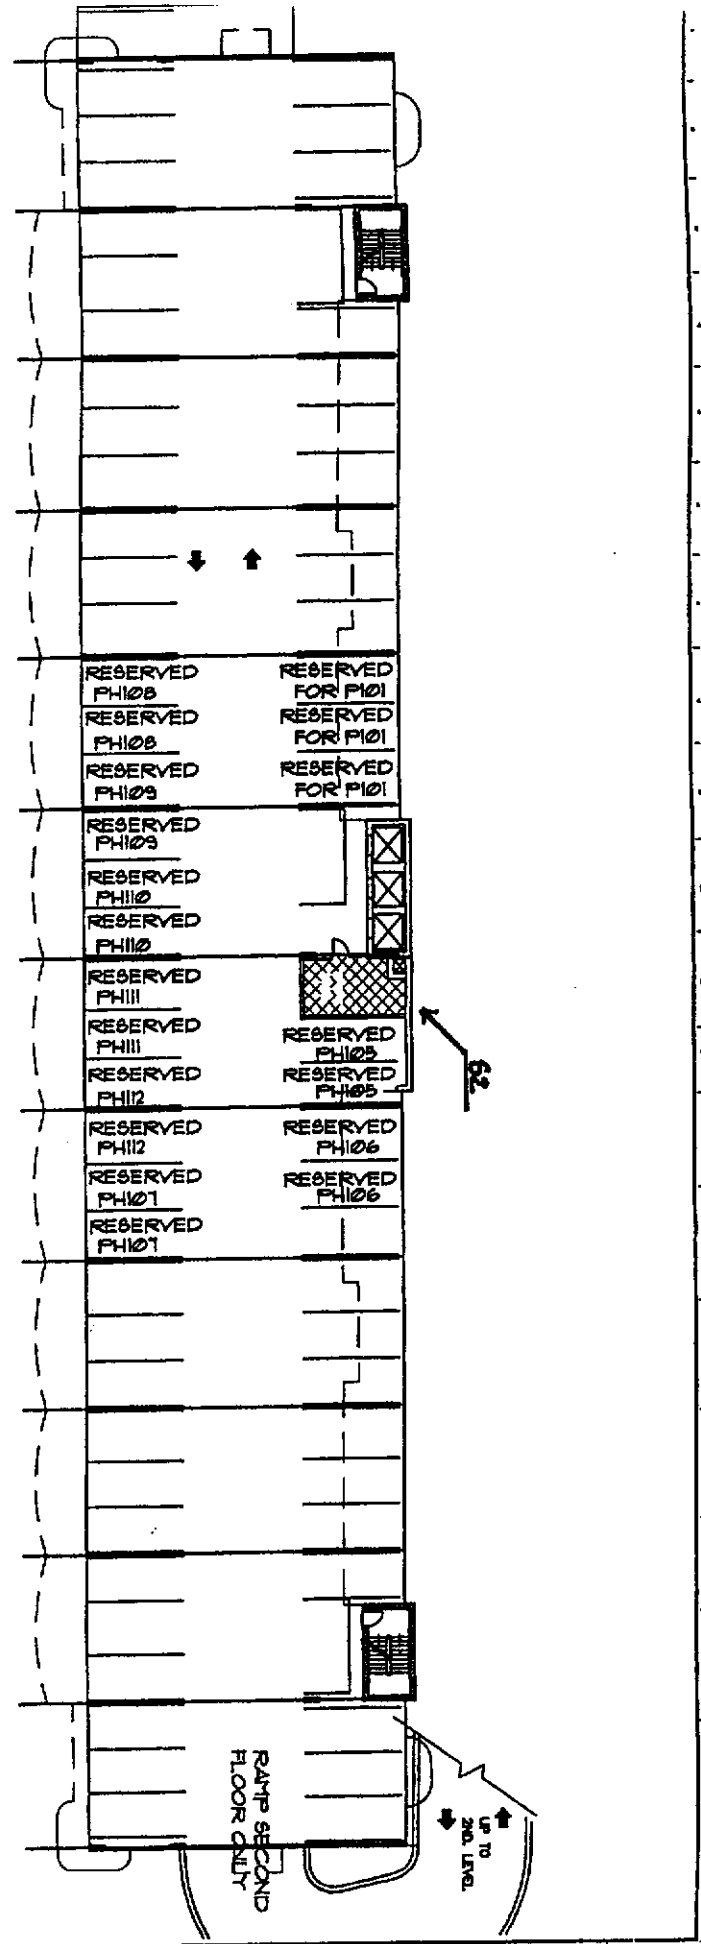 RESERVED
PH108
RESERVED
PH108
RESERVED
PH109
RESERVED
PH109
RESERVED
PH110
RESERVED
PH110
RESERVED
PH111
RESERVED
PH111
RESERVED
PH112
RESERVED
PH112
RESERVED
PH107
RESERVED
PH107
RESERVED
FOR P101
RESERVED
FOR P101
RESERVED
FOR P101
RESERVED
PH105
RESERVED
PH105
RESERVED
PH106
RESERVED
PH106
62
RAMP SECOND
FLOOR ONLY
UP TO
2ND. LEVEL